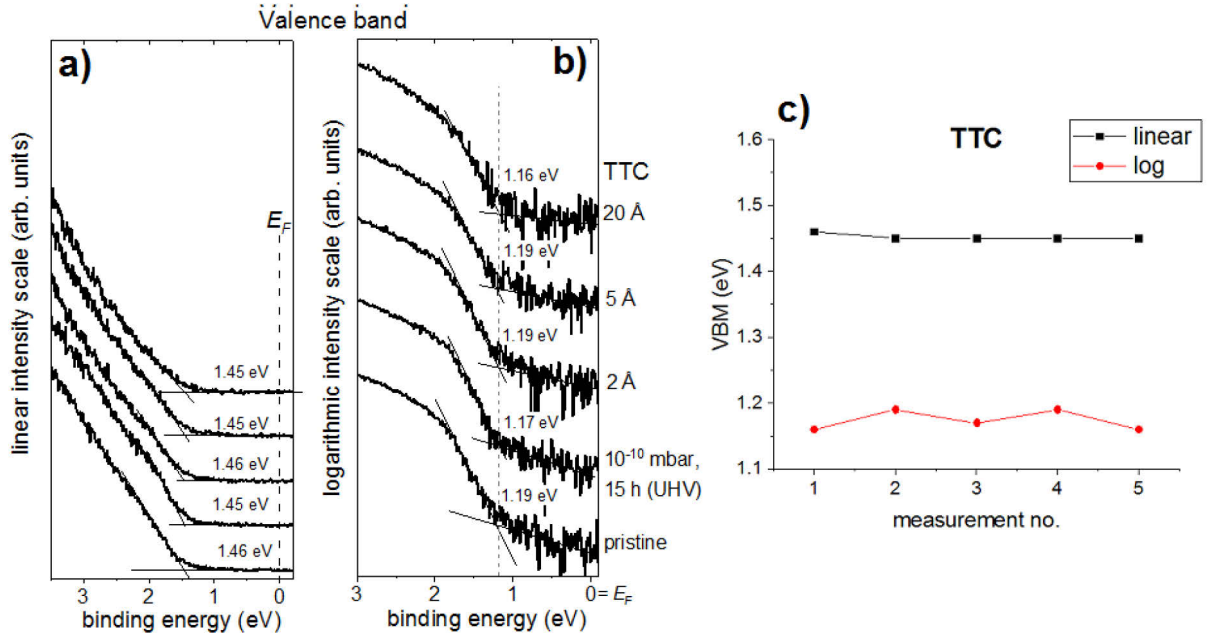 Valence band
a)
linear intensity scale (arb. units)
E_F
1.45 eV
1.45 eV
1.46 eV
1.45 eV
1.46 eV
3 2 1 0
binding energy (eV)
b)
logarithmic intensity scale (arb. units)
1.16 eV
TTC
20 Å
1.19 eV
5 Å
1.19 eV
2 Å
1.17 eV
10⁻¹⁰ mbar,
15 h (UHV)
1.19 eV
pristine
3 2 1 0= E_F
binding energy (eV)
c)
TTC
linear
log
VBM (eV)
1.6
1.5
1.4
1.3
1.2
1.1
1 2 3 4 5
measurement no.